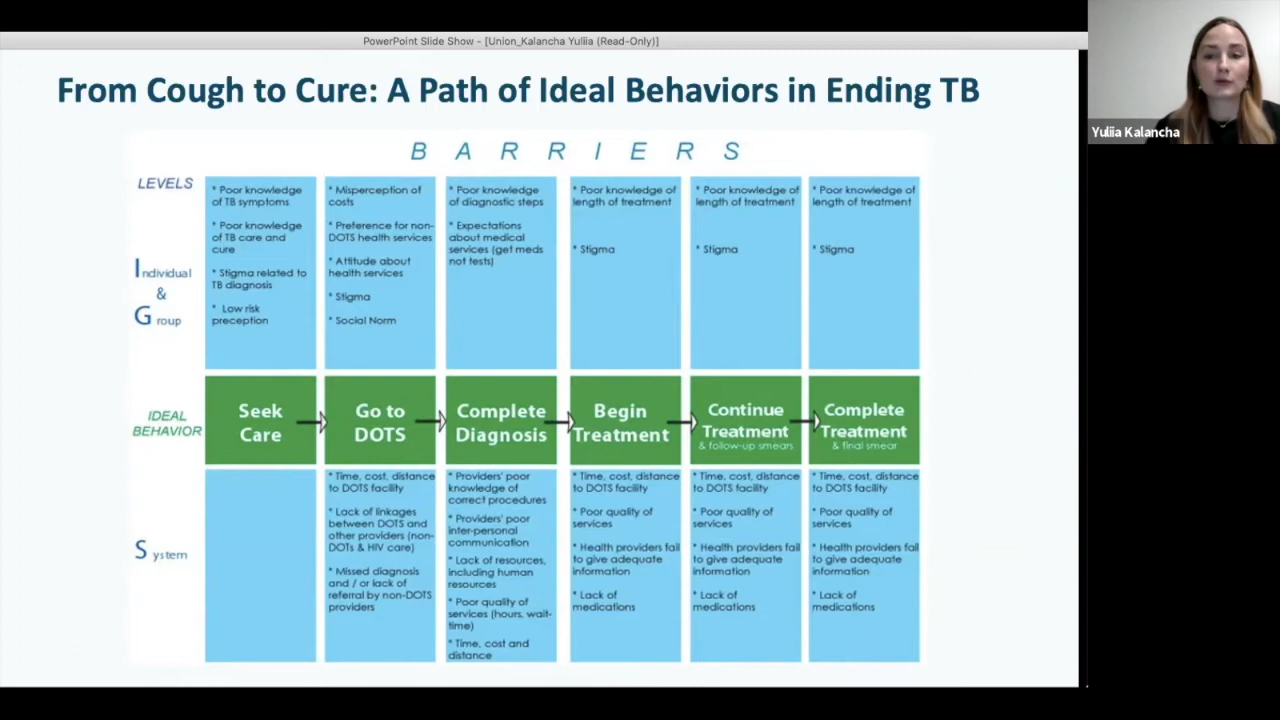 PowerPoint Slide Show - [Union_Kalancha Yuliia (Read-Only)]
Yuliia Kalancha
From Cough to Cure: A Path of Ideal Behaviors in Ending TB
BARRIERS
LEVELS
Individual
&
Group
* Poor knowledge
of TB symptoms
* Poor knowledge
of TB care and
cure
* Stigma related to
TB diagnosis
* Low risk
preception
* Misperception of
costs
* Preference for non-
DOTS health services
* Attitude about
health services
* Stigma
* Social Norm
* Poor knowledge
of diagnostic steps
* Expectations
about medical
services (get meds
not tests)
* Poor knowledge of
length of treatment
* Stigma
* Poor knowledge of
length of treatment
* Stigma
* Poor knowledge of
length of treatment
* Stigma
IDEAL
BEHAVIOR
Seek
Care
Go to
DOTS
Complete
Diagnosis
Begin
Treatment
Continue
Treatment
& follow-up smears
Complete
Treatment
& final smear
System
* Time, cost, distance
to DOTS facility
* Lack of linkages
between DOTS and
other providers (non-
DOTs & HIV care)
* Missed diagnosis
and / or lack of
referral by non-DOTS
providers
* Providers' poor
knowledge of
correct procedures
* Providers' poor
inter-personal
communication
* Lack of resources,
including human
resources
* Poor quality of
services (hours, wait-
time)
* Time, cost and
distance
* Time, cost, distance
to DOTS facility
* Poor quality of
services
* Health providers fail
to give adequate
information
* Lack of
medications
* Time, cost, distance
to DOTS facility
* Poor quality of
services
* Health providers fail
to give adequate
information
* Lack of
medications
* Time, cost, distance
to DOTS facility
* Poor quality of
services
* Health providers fail
to give adequate
information
* Lack of
medications